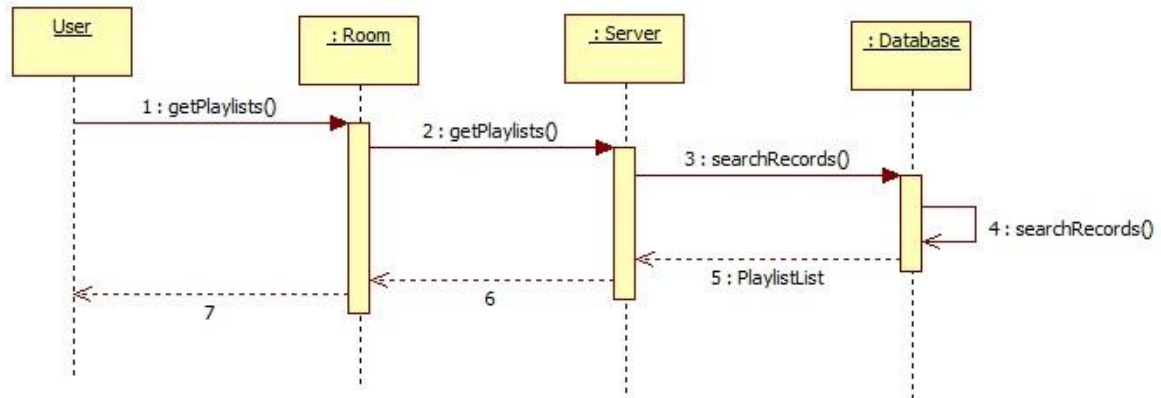 User
: Room
: Server
: Database
1 : getPlaylists()
2 : getPlaylists()
3 : searchRecords()
4 : searchRecords()
5 : PlaylistList
6
7